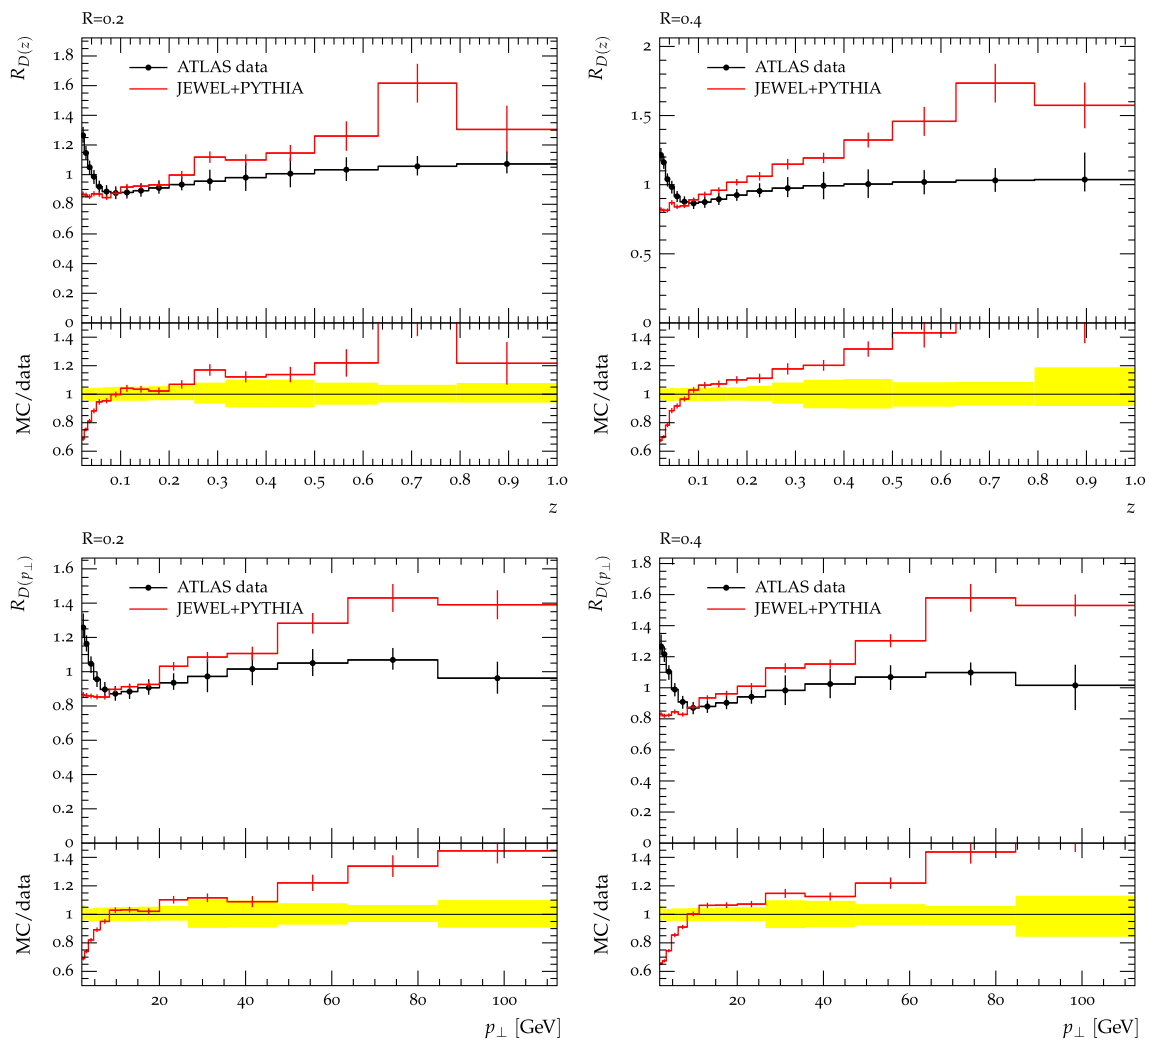 R=0.2
R_{D(z)}
ATLAS data
JEWEL+PYTHIA
1.8
1.6
1.4
1.2
1
0.8
0.6
0.4
0.2
0
MC/data
1.4
1.2
1
0.8
0.6
0.1 0.2 0.3 0.4 0.5 0.6 0.7 0.8 0.9 1.0
z
R=0.4
R_{D(z)}
ATLAS data
JEWEL+PYTHIA
2
1.5
1
0.5
0
MC/data
1.4
1.2
1
0.8
0.6
0.1 0.2 0.3 0.4 0.5 0.6 0.7 0.8 0.9 1.0
z
R=0.2
R_{D(p⊥)}
ATLAS data
JEWEL+PYTHIA
1.6
1.4
1.2
1
0.8
0.6
0.4
0.2
0
MC/data
1.4
1.2
1
0.8
0.6
20 40 60 80 100
p⊥ [GeV]
R=0.4
R_{D(p⊥)}
ATLAS data
JEWEL+PYTHIA
1.8
1.6
1.4
1.2
1
0.8
0.6
0.4
0.2
0
MC/data
1.4
1.2
1
0.8
0.6
20 40 60 80 100
p⊥ [GeV]